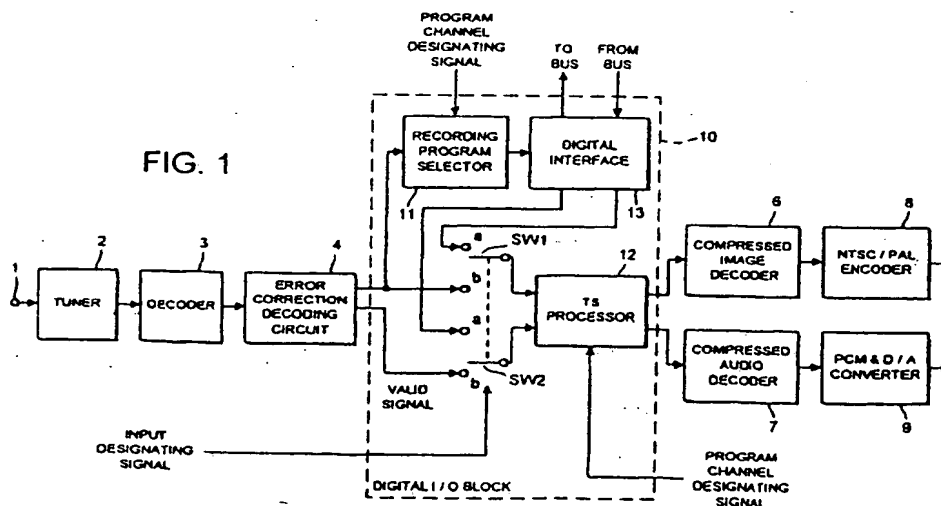 PROGRAM
CHANNEL
DESIGNATING
SIGNAL
TO
BUS
FROM
BUS
10
FIG. 1
RECORDING
PROGRAM
SELECTOR
11
DIGITAL
INTERFACE
13
1
2
TUNER
3
DECODER
4
ERROR
CORRECTION
DECODING
CIRCUIT
a
SW1
b
a
SW2
b
12
TS
PROCESSOR
6
COMPRESSED
IMAGE
DECODER
8
NTSC / PAL
ENCODER
COMPRESSED
AUDIO
DECODER
7
PCM & D / A
CONVERTER
9
VALID
SIGNAL
INPUT
DESIGNATING
SIGNAL
DIGITAL I / O BLOCK
PROGRAM
CHANNEL
DESIGNATING
SIGNAL